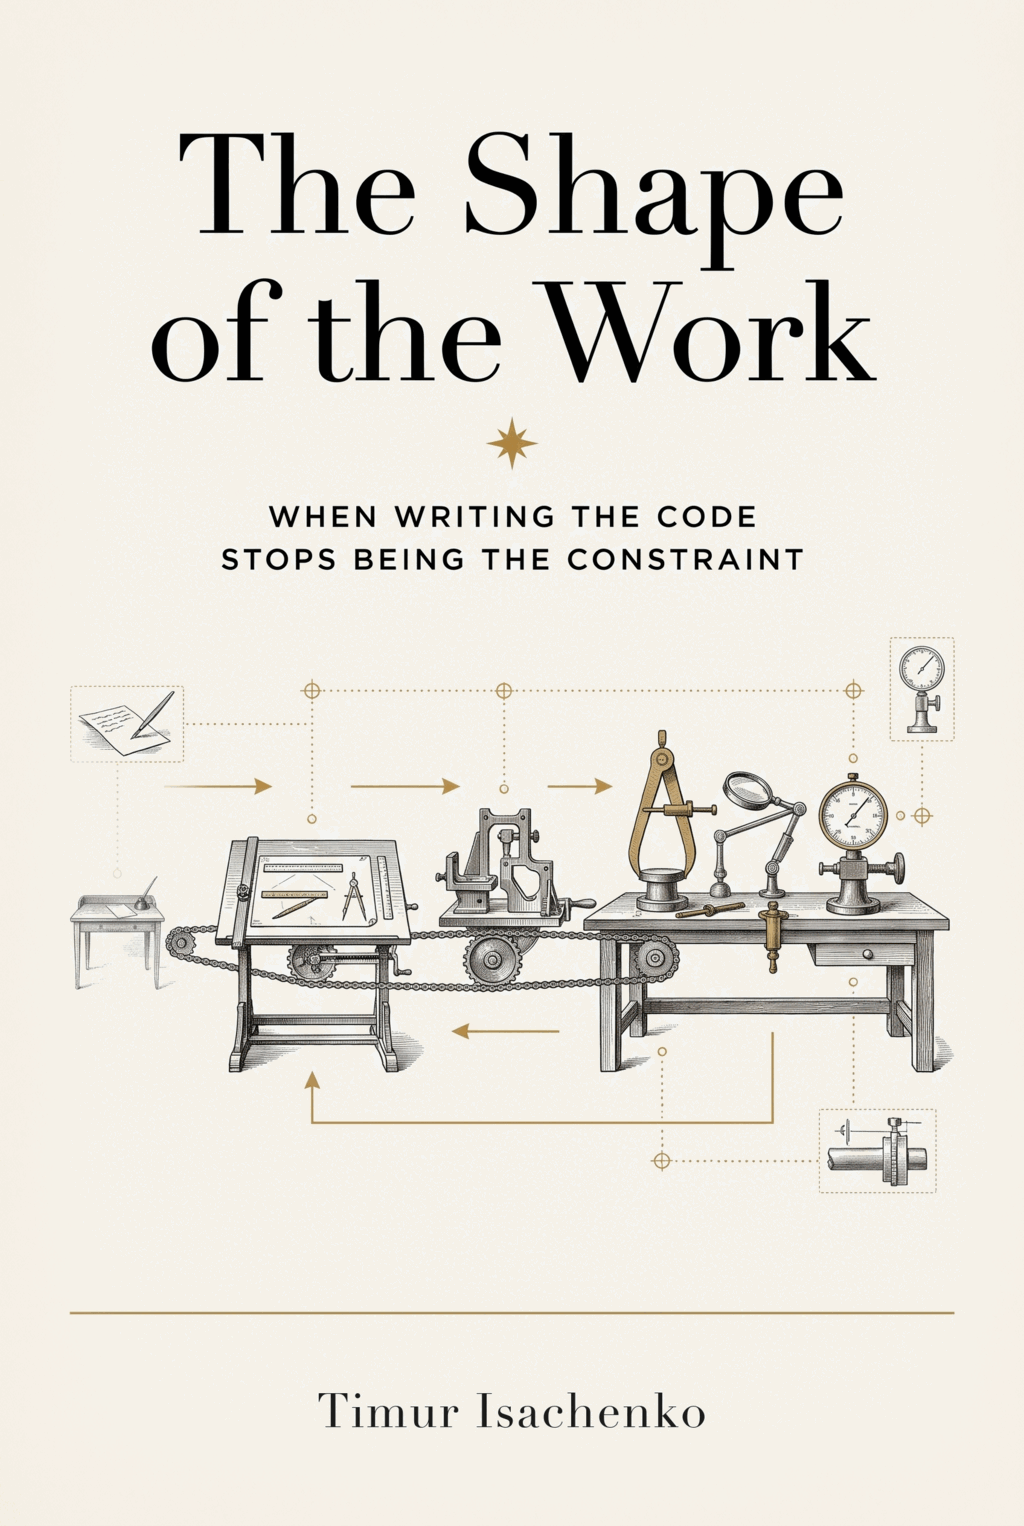 The Shape
of the Work
WHEN WRITING THE CODE
STOPS BEING THE CONSTRAINT
Timur Isachenko